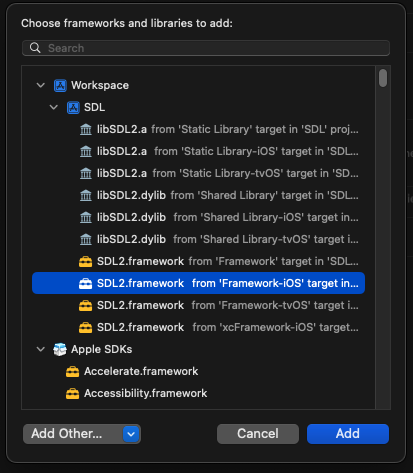 Choose frameworks and libraries to add:
Search
Workspace
SDL
libSDL2.a from 'Static Library' target in 'SDL' proj...
libSDL2.a from 'Static Library-iOS' target in 'SDL...
libSDL2.a from 'Static Library-tvOS' target in 'SD...
libSDL2.dylib from 'Shared Library' target in 'SDL...
libSDL2.dylib from 'Shared Library-iOS' target in...
libSDL2.dylib from 'Shared Library-tvOS' target i...
SDL2.framework from 'Framework' target in 'SDL...
SDL2.framework from 'Framework-iOS' target in...
SDL2.framework from 'Framework-tvOS' target in...
SDL2.framework from 'xcFramework-iOS' target...
Apple SDKs
Accelerate.framework
Accessibility.framework
Add Other... Cancel Add